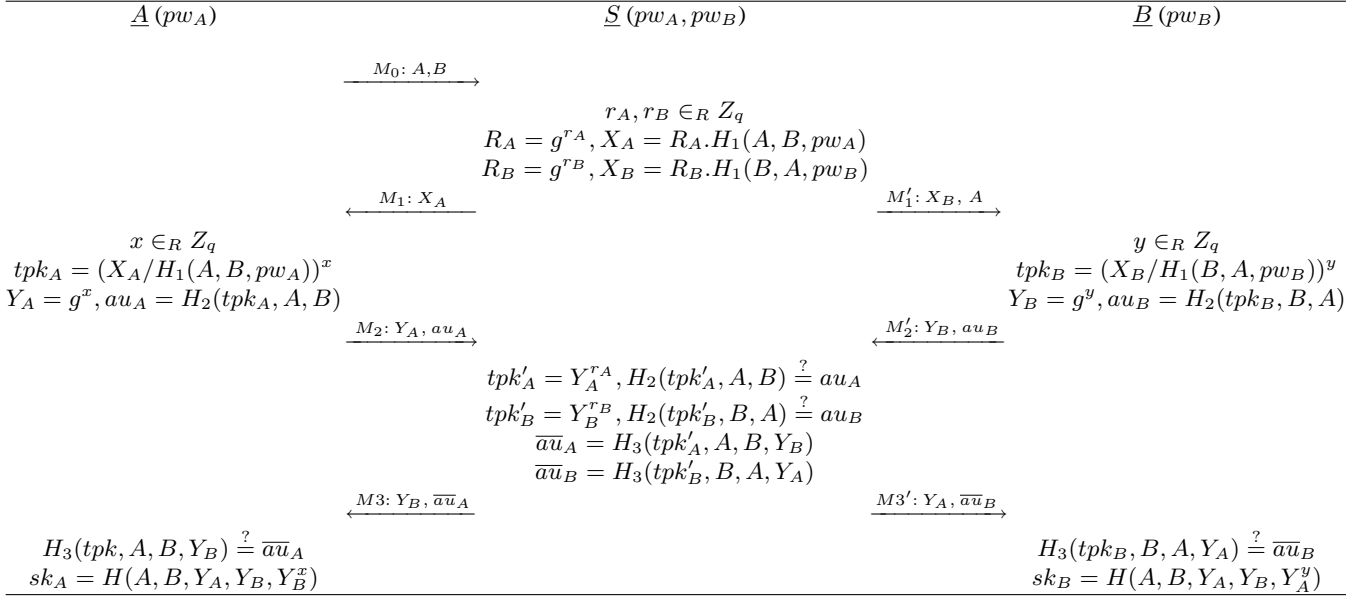 A (pw_A) S (pw_A, pw_B) B (pw_B)
M_0: A,B
r_A, r_B ∈_R Z_q
R_A = g^{r_A}, X_A = R_A.H_1(A, B, pw_A)
R_B = g^{r_B}, X_B = R_B.H_1(B, A, pw_B)
M_1: X_A M'_1: X_B, A
x ∈_R Z_q y ∈_R Z_q
tpk_A = (X_A/H_1(A, B, pw_A))^x tpk_B = (X_B/H_1(B, A, pw_B))^y
Y_A = g^x, au_A = H_2(tpk_A, A, B) Y_B = g^y, au_B = H_2(tpk_B, B, A)
M_2: Y_A, au_A M'_2: Y_B, au_B
tpk'_A = Y_A^{r_A}, H_2(tpk'_A, A, B) =? au_A
tpk'_B = Y_B^{r_B}, H_2(tpk'_B, B, A) =? au_B
\overline{au}_A = H_3(tpk'_A, A, B, Y_B)
\overline{au}_B = H_3(tpk'_B, B, A, Y_A)
M3: Y_B, \overline{au}_A M3': Y_A, \overline{au}_B
H_3(tpk, A, B, Y_B) =? \overline{au}_A H_3(tpk_B, B, A, Y_A) =? \overline{au}_B
sk_A = H(A, B, Y_A, Y_B, Y_B^x) sk_B = H(A, B, Y_A, Y_B, Y_A^y)